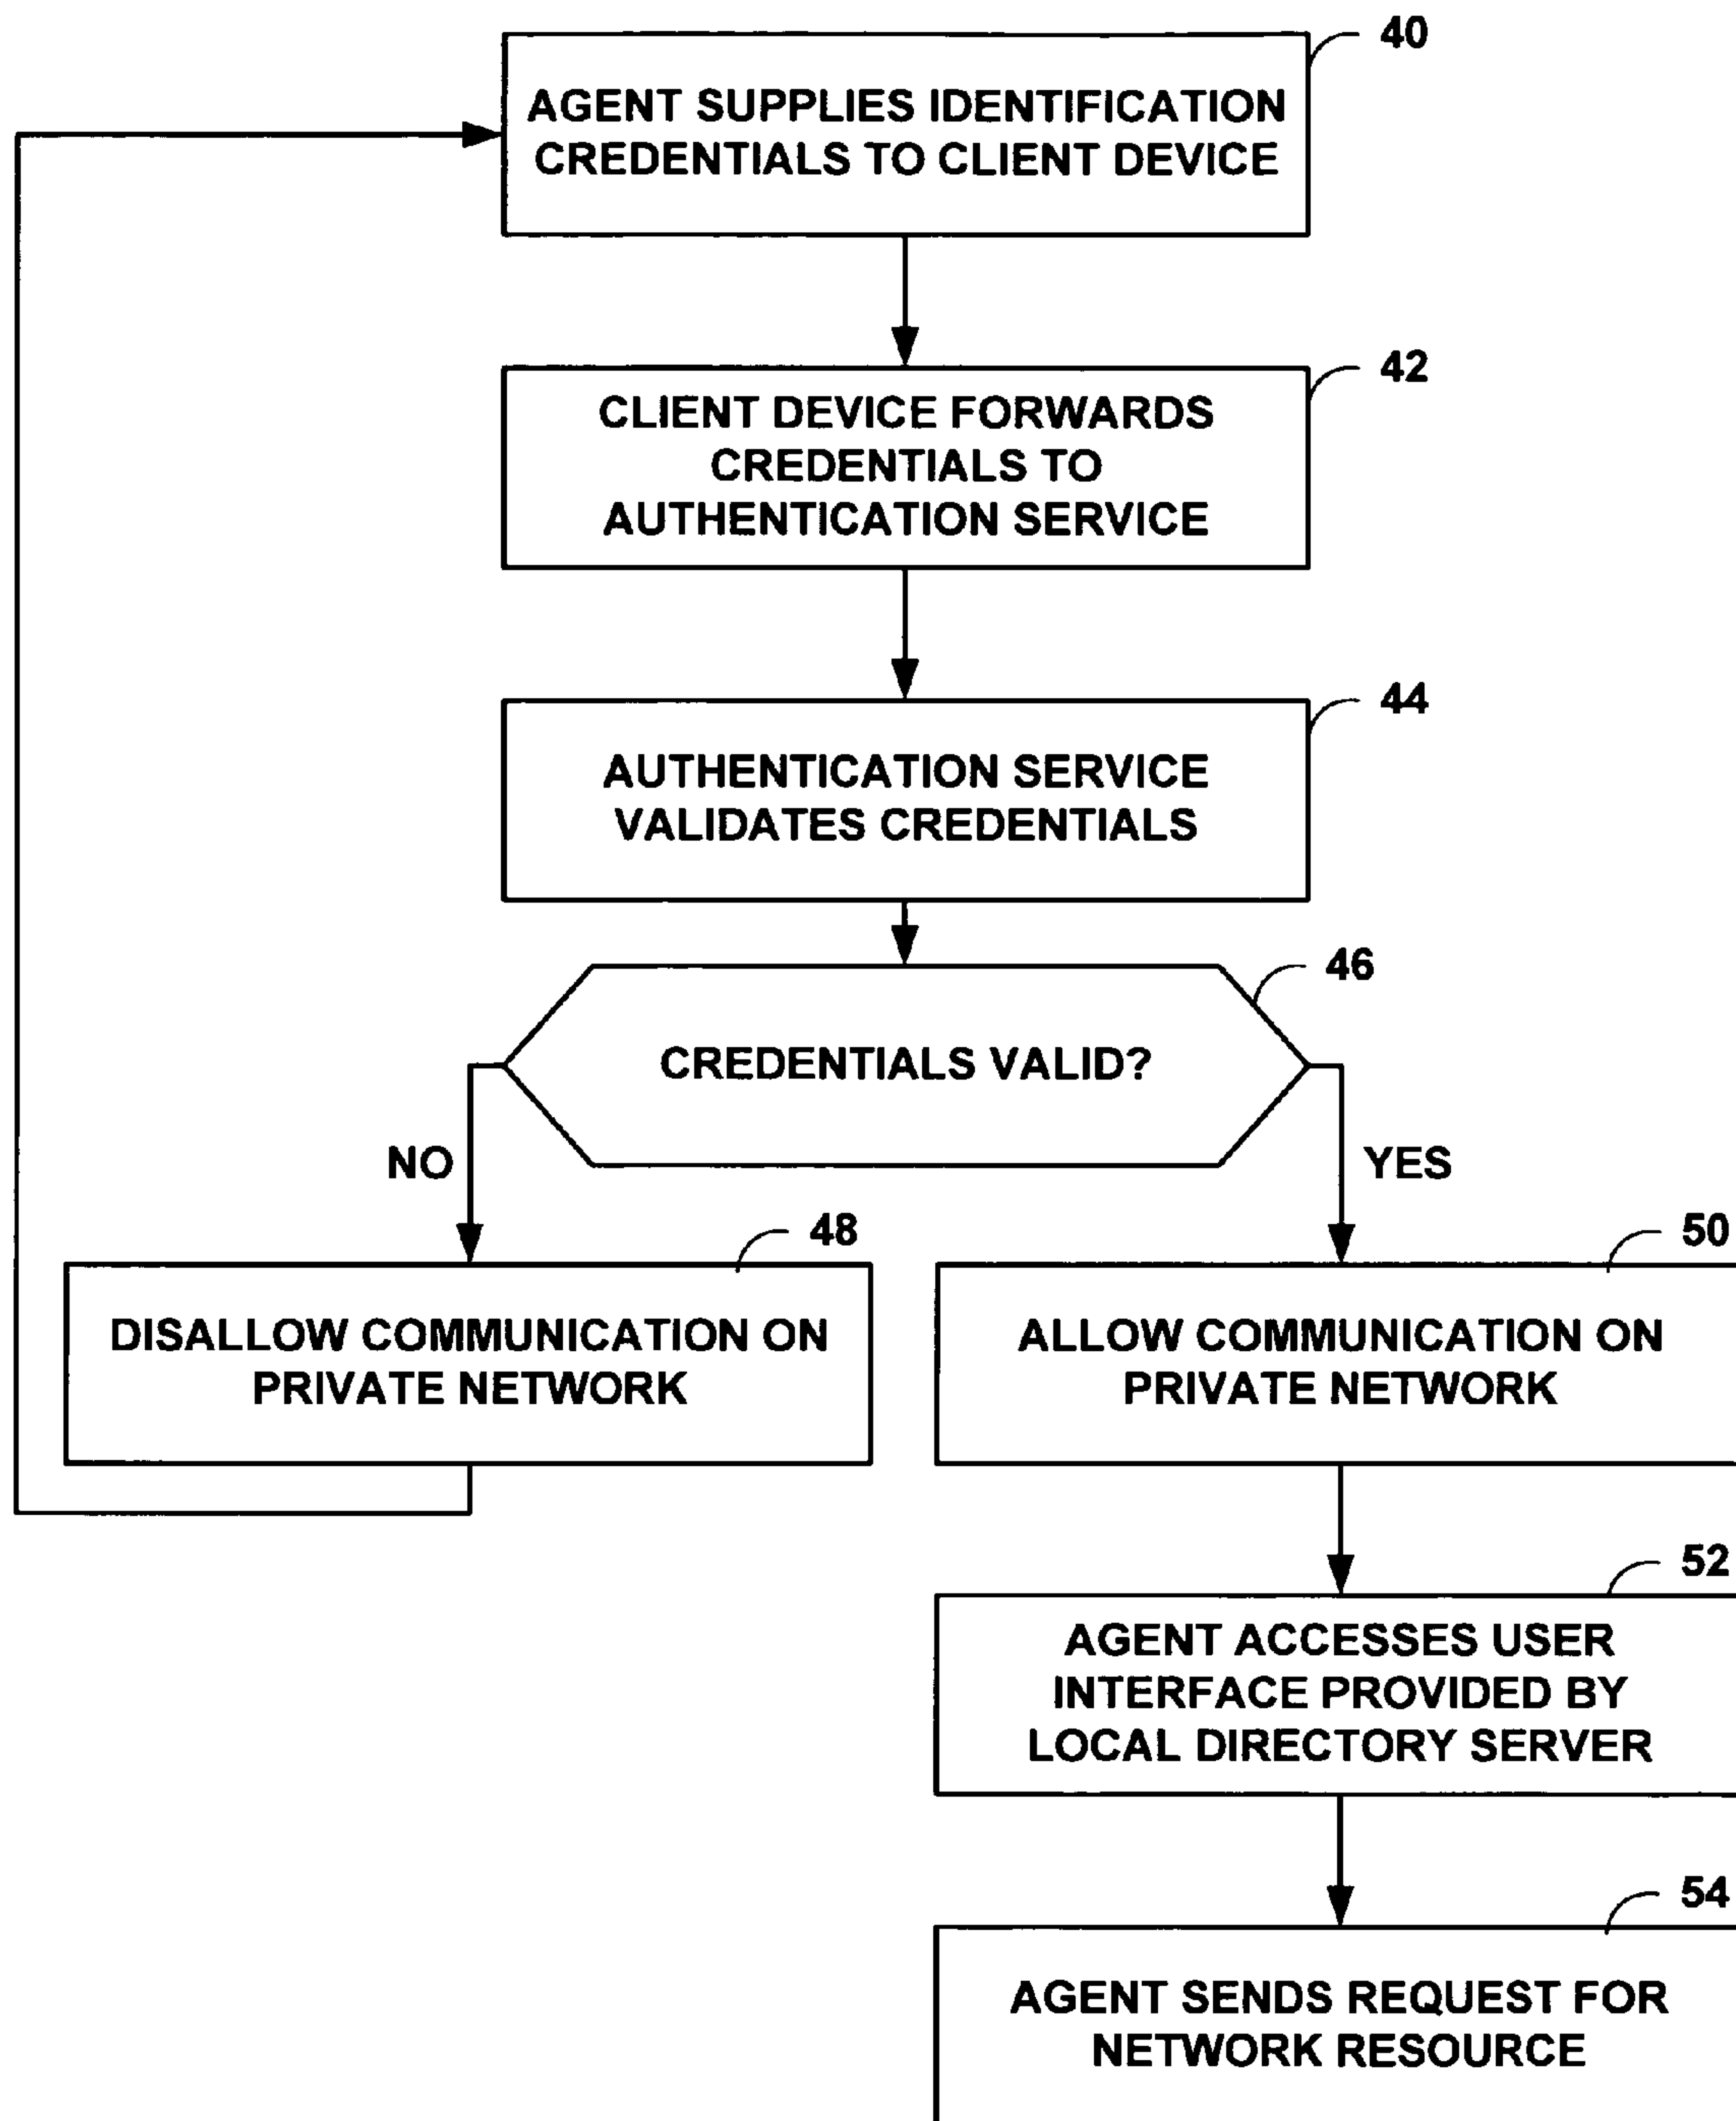 40
AGENT SUPPLIES IDENTIFICATION
CREDENTIALS TO CLIENT DEVICE
42
CLIENT DEVICE FORWARDS
CREDENTIALS TO
AUTHENTICATION SERVICE
44
AUTHENTICATION SERVICE
VALIDATES CREDENTIALS
46
CREDENTIALS VALID?
NO
YES
48
DISALLOW COMMUNICATION ON
PRIVATE NETWORK
50
ALLOW COMMUNICATION ON
PRIVATE NETWORK
52
AGENT ACCESSES USER
INTERFACE PROVIDED BY
LOCAL DIRECTORY SERVER
54
AGENT SENDS REQUEST FOR
NETWORK RESOURCE